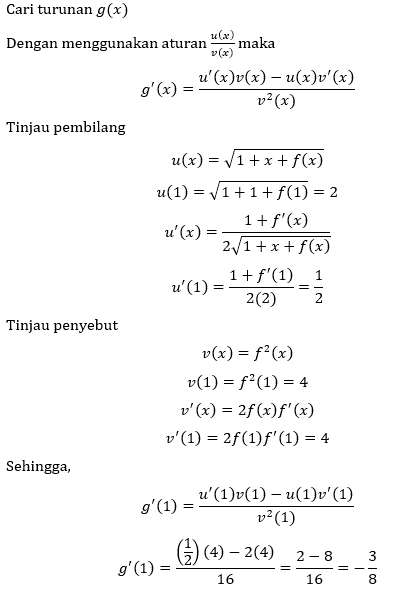 Cari turunan g(x)
Dengan menggunakan aturan u(x)/v(x) maka
g′(x) = (u′(x)v(x) − u(x)v′(x))/v²(x)
Tinjau pembilang
u(x) = √(1 + x + f(x))
u(1) = √(1 + 1 + f(1)) = 2
u′(x) = (1 + f′(x))/(2√(1 + x + f(x)))
u′(1) = (1 + f′(1))/(2(2)) = 1/2
Tinjau penyebut
v(x) = f²(x)
v(1) = f²(1) = 4
v′(x) = 2f(x)f′(x)
v′(1) = 2f(1)f′(1) = 4
Sehingga,
g′(1) = (u′(1)v(1) − u(1)v′(1))/v²(1)
g′(1) = ((1/2)(4) − 2(4))/16 = (2 − 8)/16 = −3/8